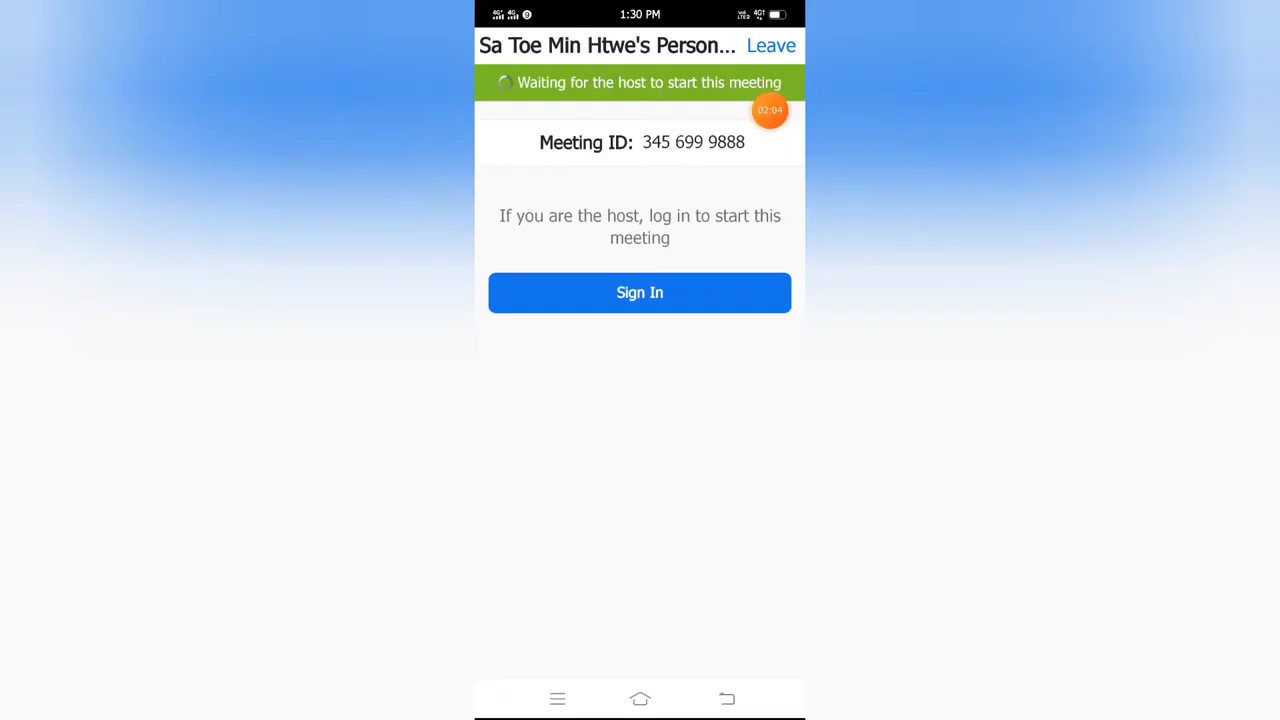 1:30 PM
Sa Toe Min Htwe's Person... Leave
Waiting for the host to start this meeting
02:04
Meeting ID: 345 699 9888
If you are the host, log in to start this
meeting
Sign In